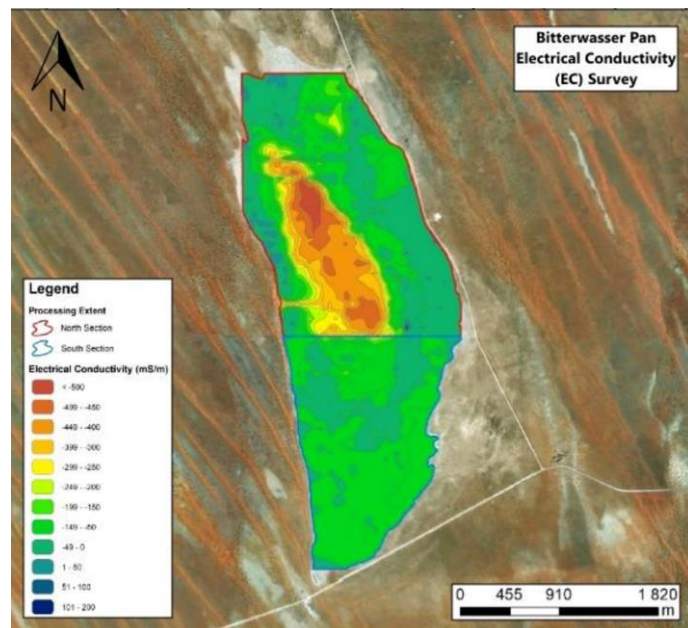 Bitterwasser Pan
Electrical Conductivity
(EC) Survey
N
Legend
Processing Extent
North Section
South Section
Electrical Conductivity (mS/m)
< -500
-499 - -450
-449 - -400
-399 - -300
-299 - -250
-249 - -200
-199 - -150
-149 - -50
-49 - 0
1 - 50
51 - 100
101 - 200
0 455 910 1 820
m